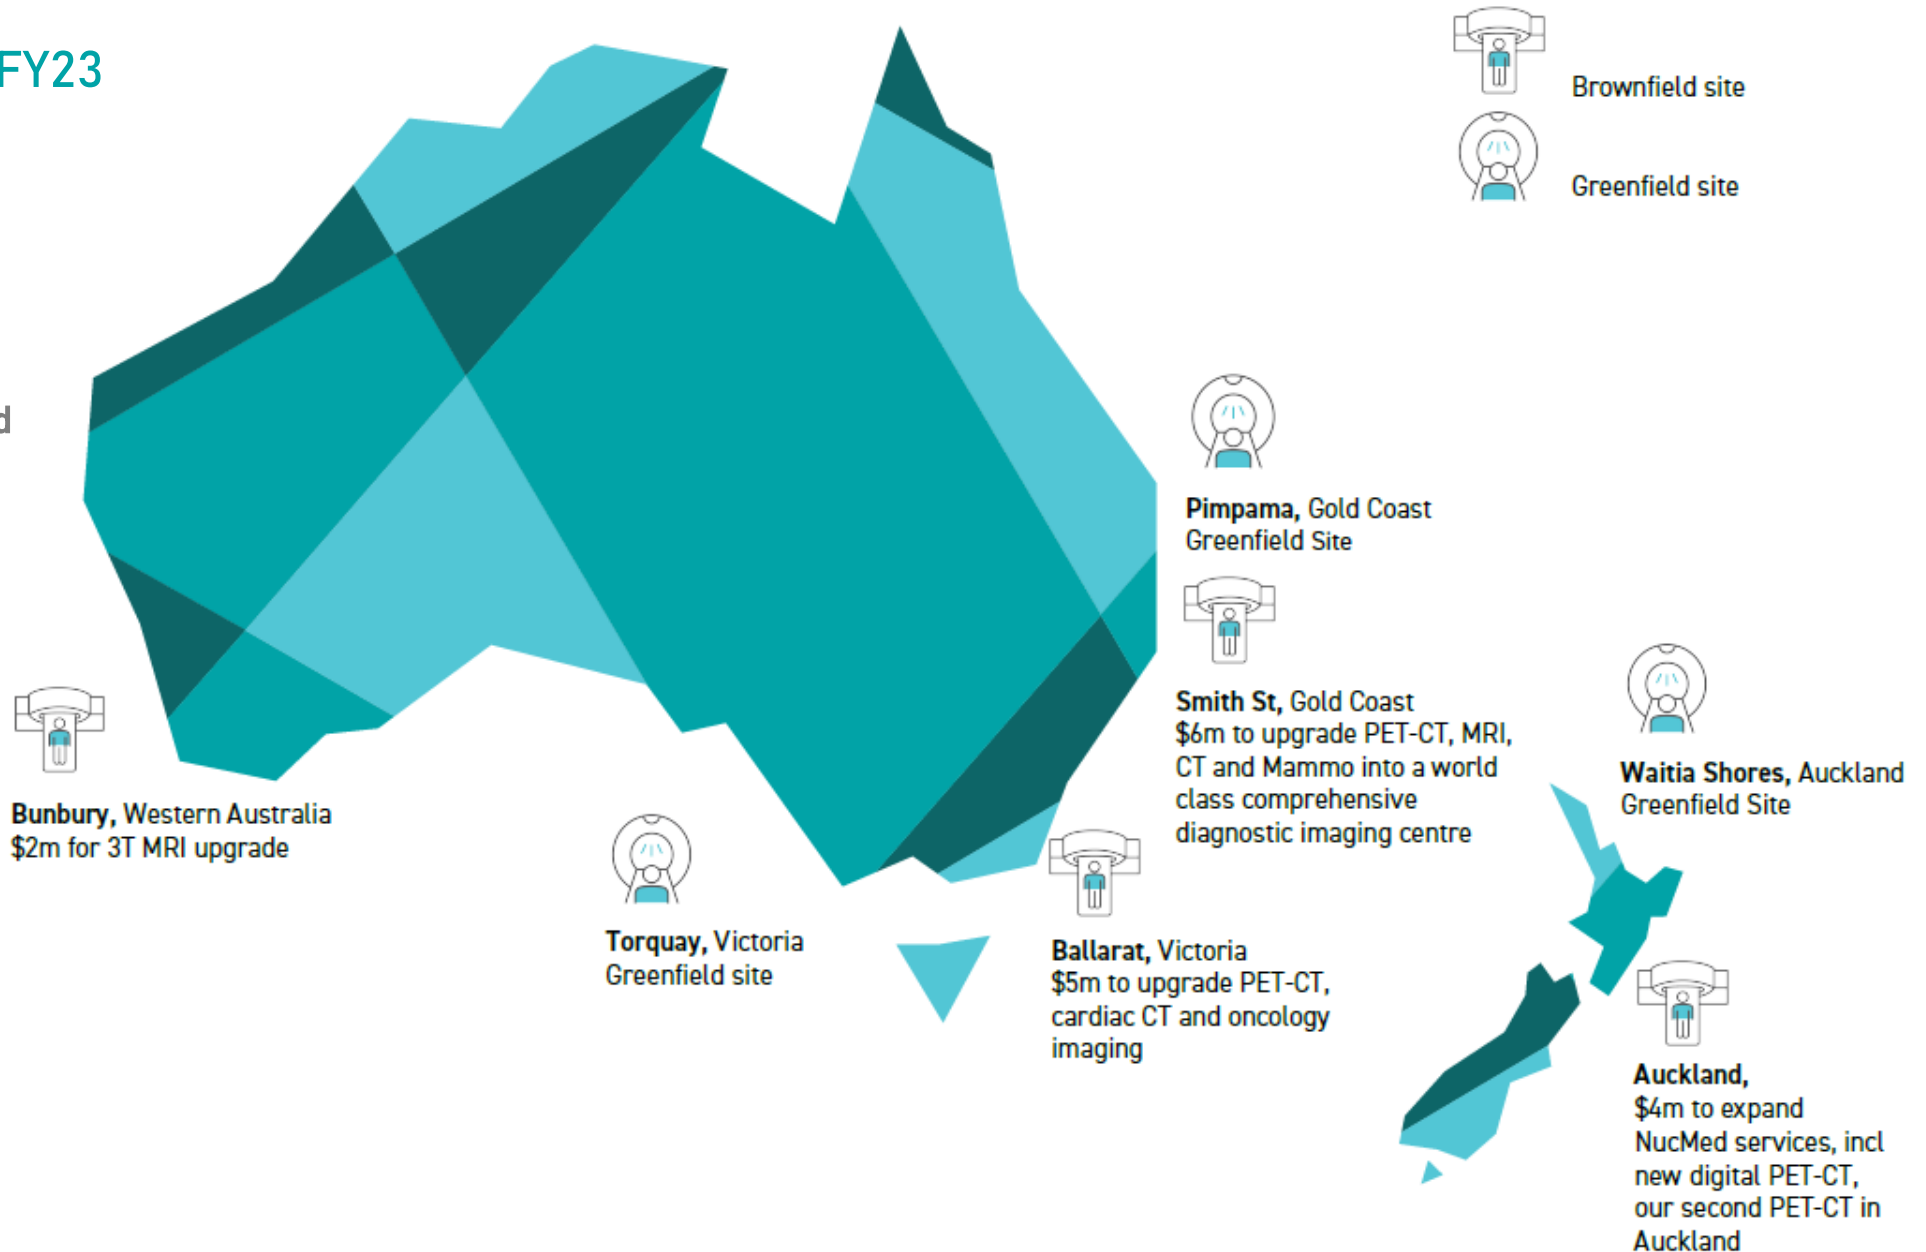 FY23
Brownfield site
Greenfield site
d
Pimpama, Gold Coast
Greenfield Site
Smith St, Gold Coast
$6m to upgrade PET-CT, MRI,
CT and Mammo into a world
class comprehensive
diagnostic imaging centre
Waitia Shores, Auckland
Greenfield Site
Bunbury, Western Australia
$2m for 3T MRI upgrade
Torquay, Victoria
Greenfield site
Ballarat, Victoria
$5m to upgrade PET-CT,
cardiac CT and oncology
imaging
Auckland,
$4m to expand
NucMed services, incl
new digital PET-CT,
our second PET-CT in
Auckland